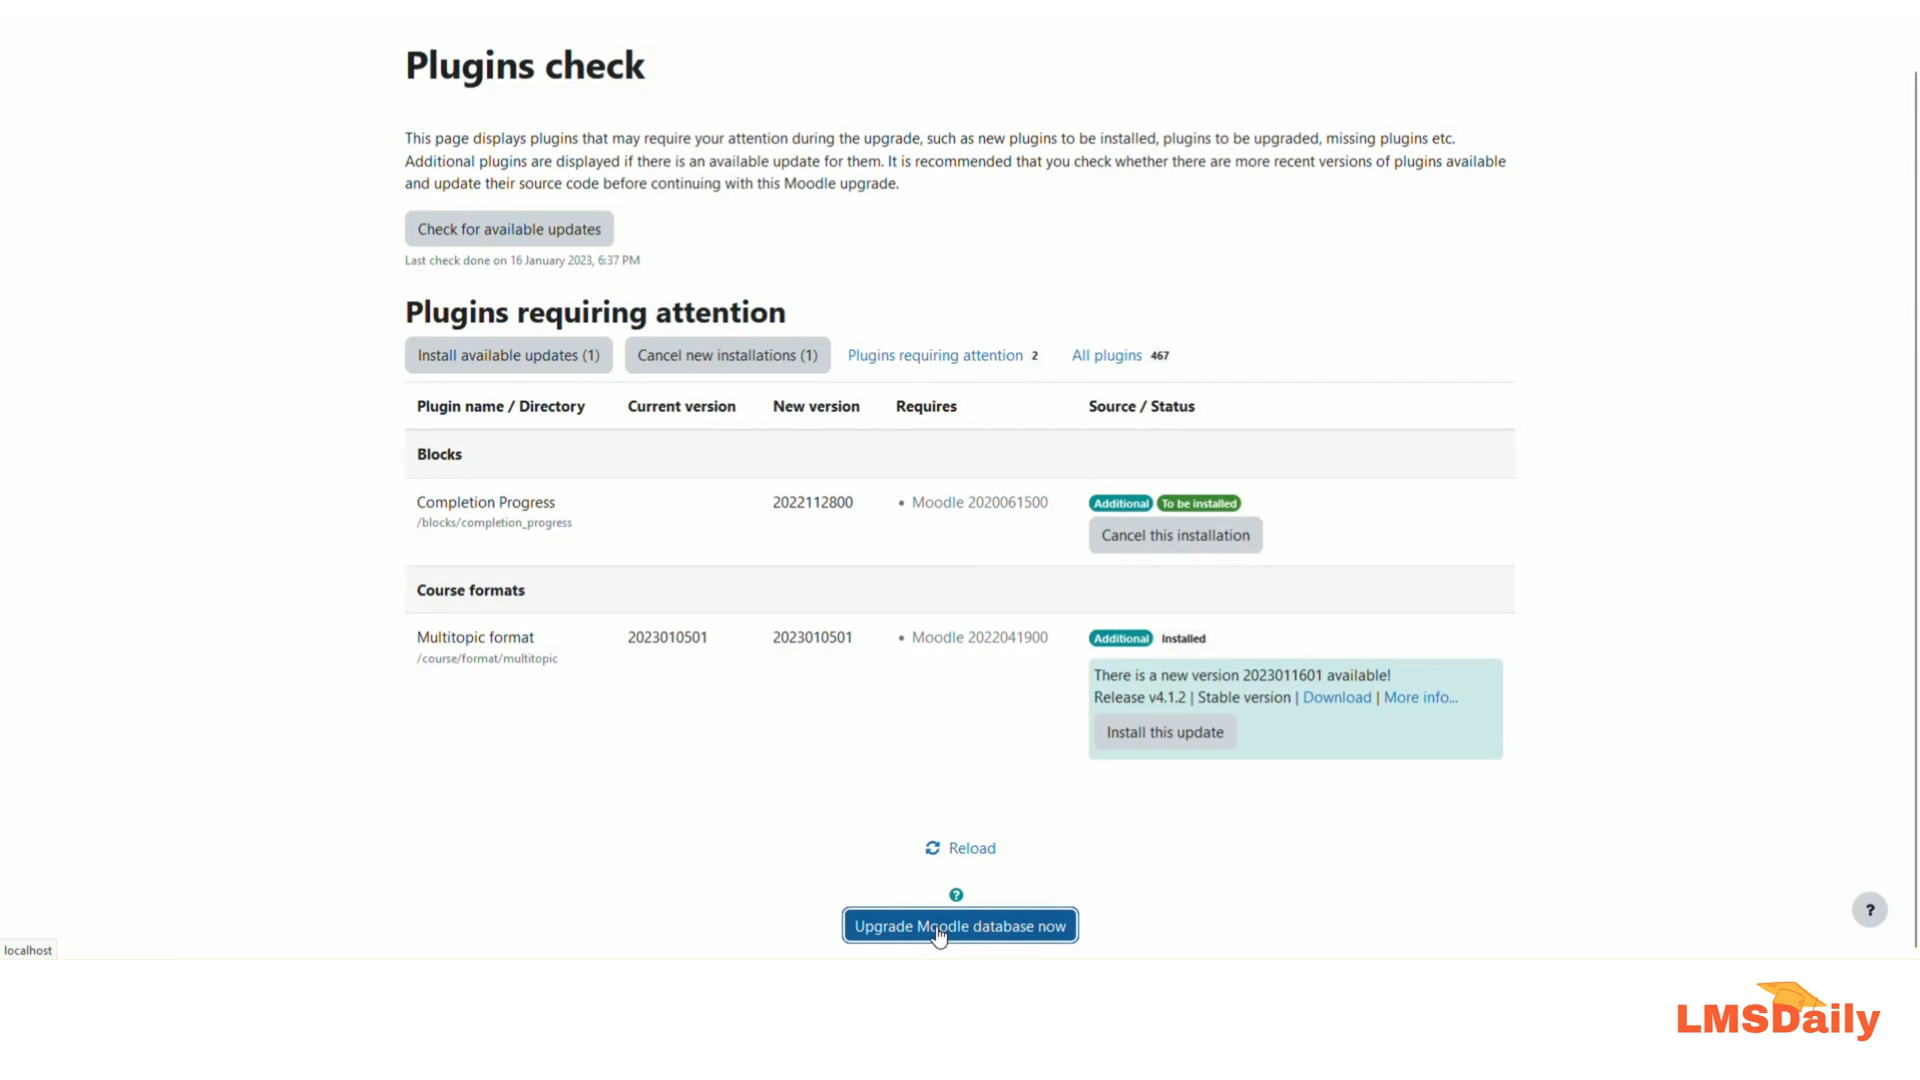 Plugins check
This page displays plugins that may require your attention during the upgrade, such as new plugins to be installed, plugins to be upgraded, missing plugins etc.
Additional plugins are displayed if there is an available update for them. It is recommended that you check whether there are more recent versions of plugins available
and update their source code before continuing with this Moodle upgrade.
Check for available updates
Last check done on 16 January 2023, 6:37 PM
Plugins requiring attention
Install available updates (1) Cancel new installations (1) Plugins requiring attention 2 All plugins 467
Plugin name / Directory Current version New version Requires Source / Status
Blocks
Completion Progress 2022112800 • Moodle 2020061500 Additional To be installed
/blocks/completion_progress
Cancel this installation
Course formats
Multitopic format 2023010501 2023010501 • Moodle 2022041900 Additional Installed
/course/format/multitopic
There is a new version 2023011601 available!
Release v4.1.2 | Stable version | Download | More info...
Install this update
Reload
?
Upgrade Moodle database now
?
localhost
LMSDaily